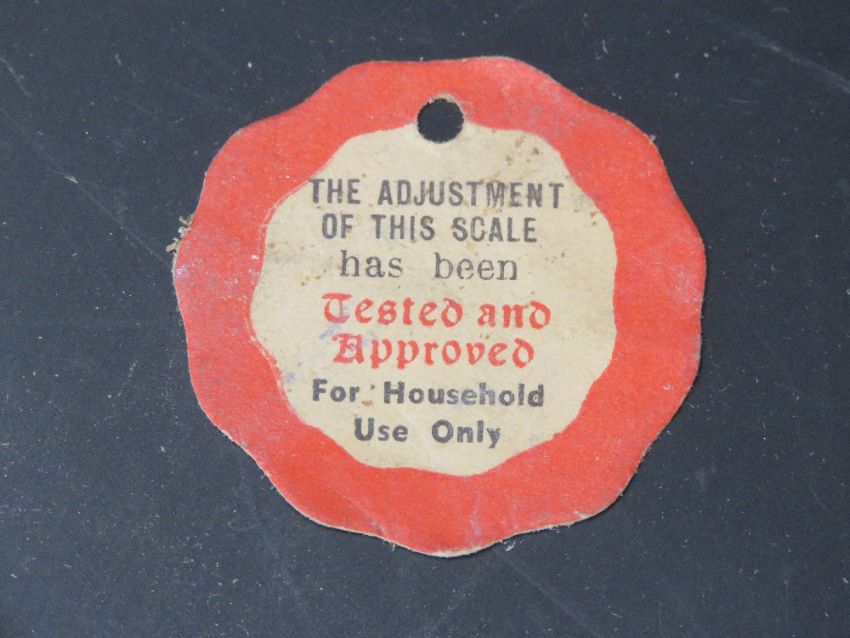 THE ADJUSTMENT
OF THIS SCALE
has been
Tested and
Approved
For Household
Use Only